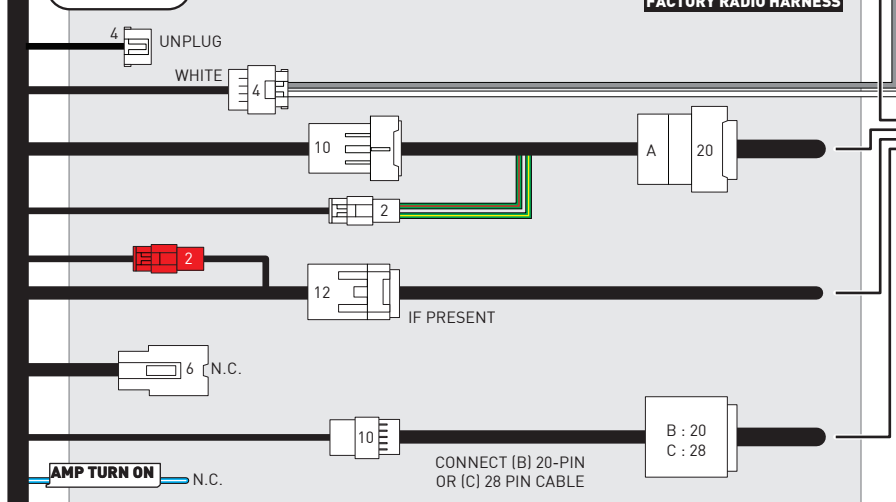 FACTORY RADIO HARNESS
4
UNPLUG
WHITE
4
10
A
20
2
2
12
IF PRESENT
6
N.C.
10
B : 20
C : 28
CONNECT (B) 20-PIN
OR (C) 28 PIN CABLE
AMP TURN ON
N.C.